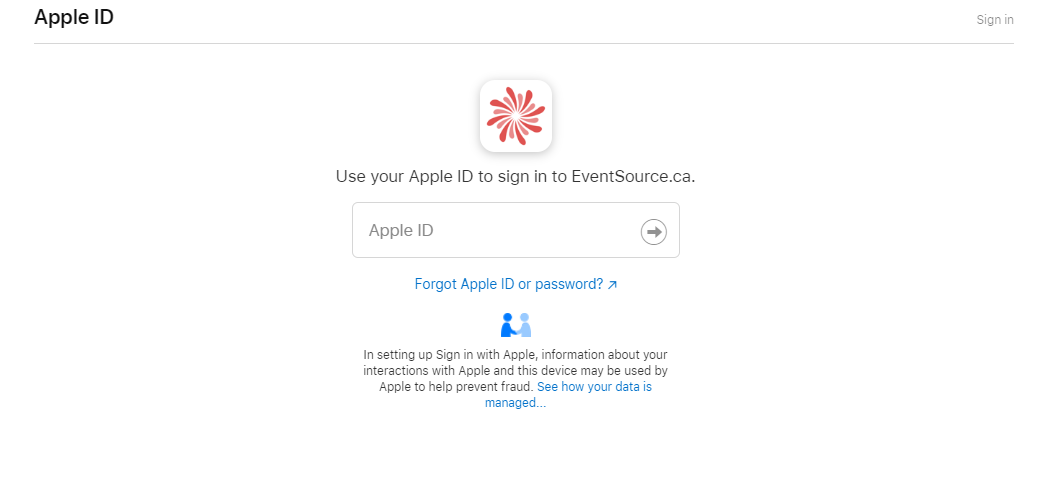 Apple ID
Sign in
Use your Apple ID to sign in to EventSource.ca.
Apple ID
Forgot Apple ID or password? ↗
In setting up Sign in with Apple, information about your
interactions with Apple and this device may be used by
Apple to help prevent fraud. See how your data is
managed...